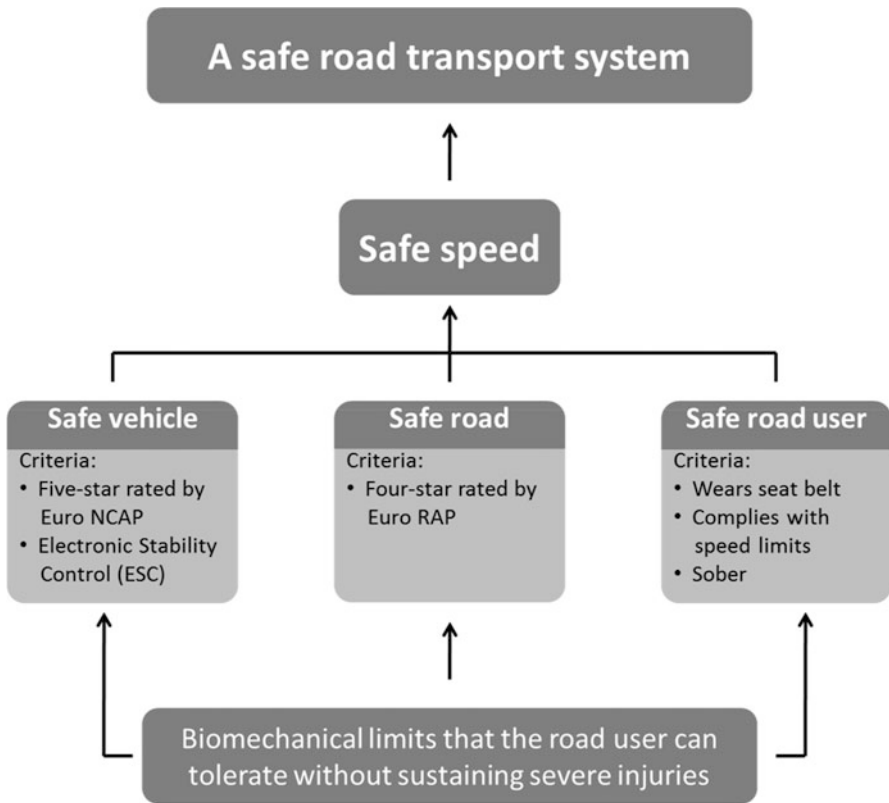 A safe road transport system
Safe speed
Safe vehicle
Criteria:
• Five-star rated by
Euro NCAP
• Electronic Stability
Control (ESC)
Safe road
Criteria:
• Four-star rated by
Euro RAP
Safe road user
Criteria:
• Wears seat belt
• Complies with
speed limits
• Sober
Biomechanical limits that the road user can
tolerate without sustaining severe injuries